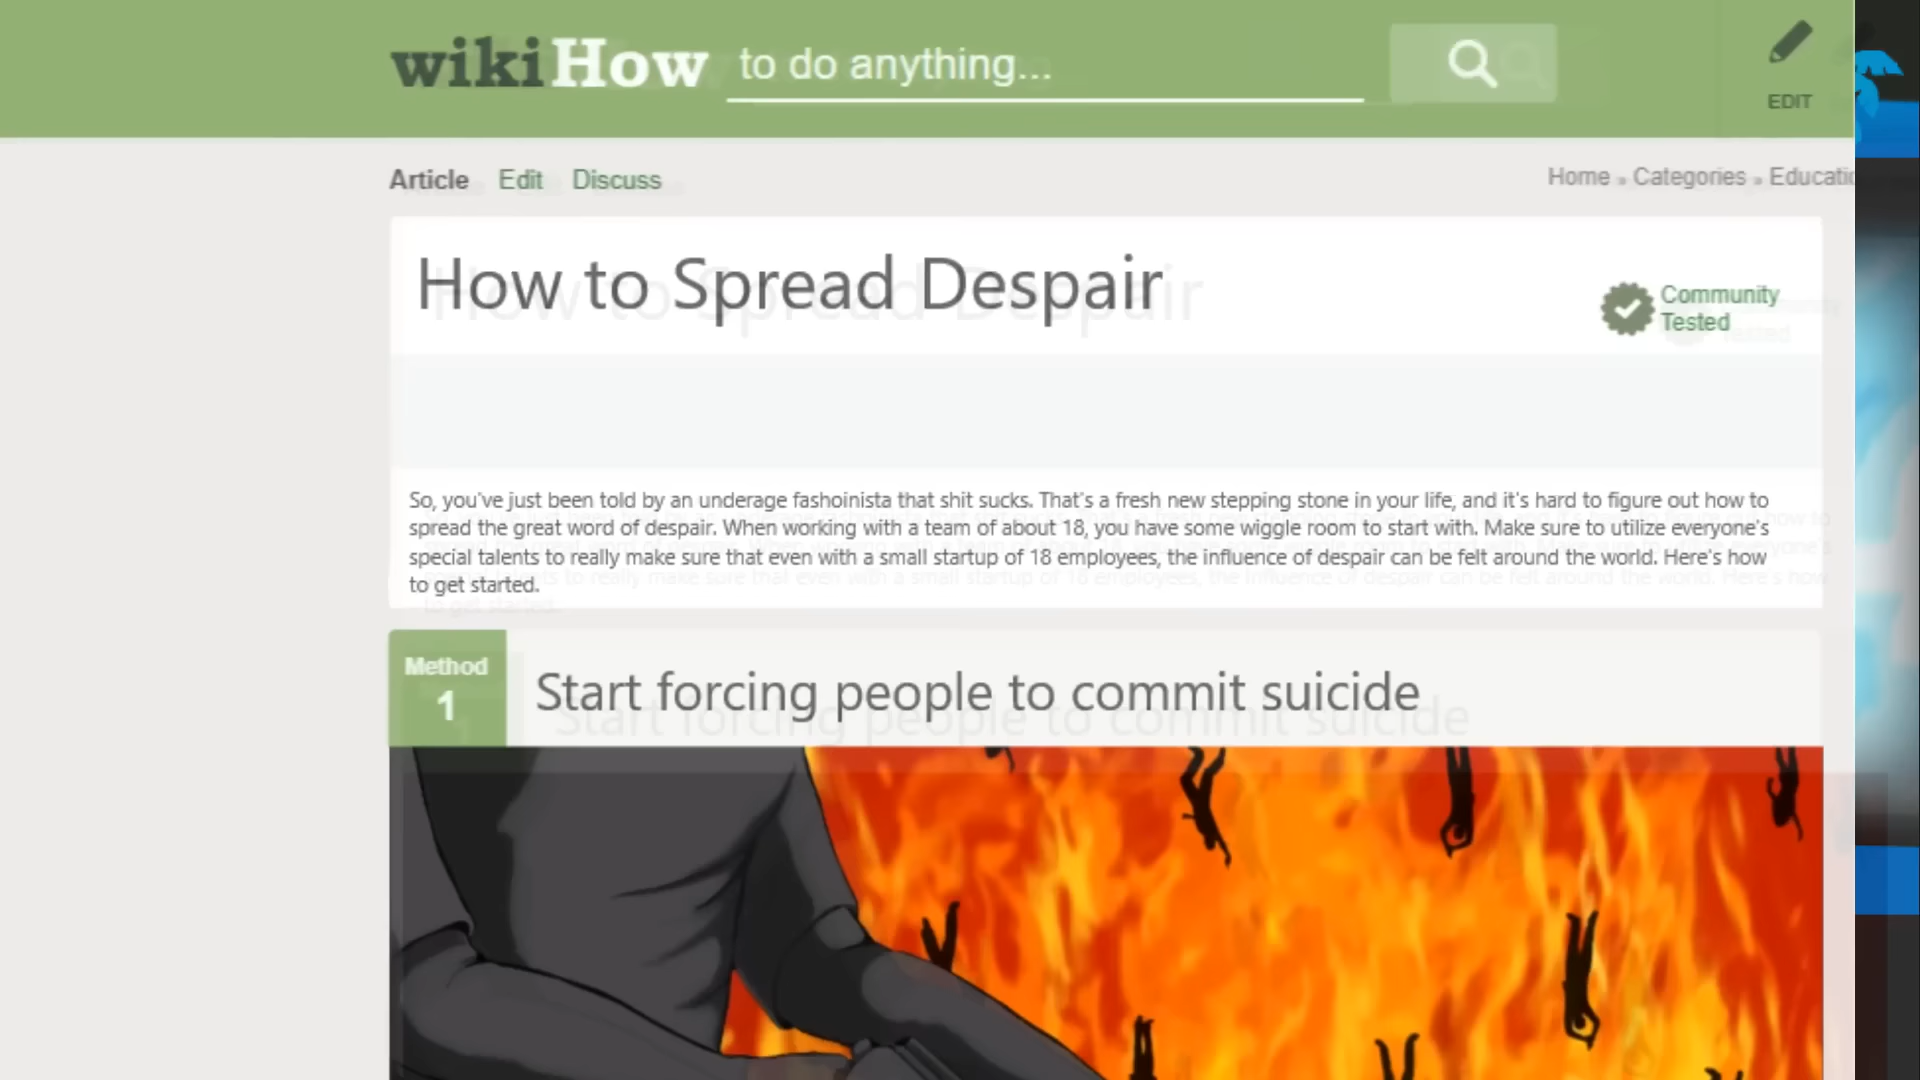 wikiHow to do anything...
EDIT
Article Edit Discuss
Home » Categories »
How to Spread Despair
Community
Tested
So, you've just been told by an underage fashoinista that shit sucks. That's a fresh new stepping stone in your life, and it's hard to figure out how to
spread the great word of despair. When working with a team of about 18, you have some wiggle room to start with. Make sure to utilize everyone's
special talents to really make sure that even with a small startup of 18 employees, the influence of despair can be felt around the world. Here's how
to get started.
Method
1
Start forcing people to commit suicide